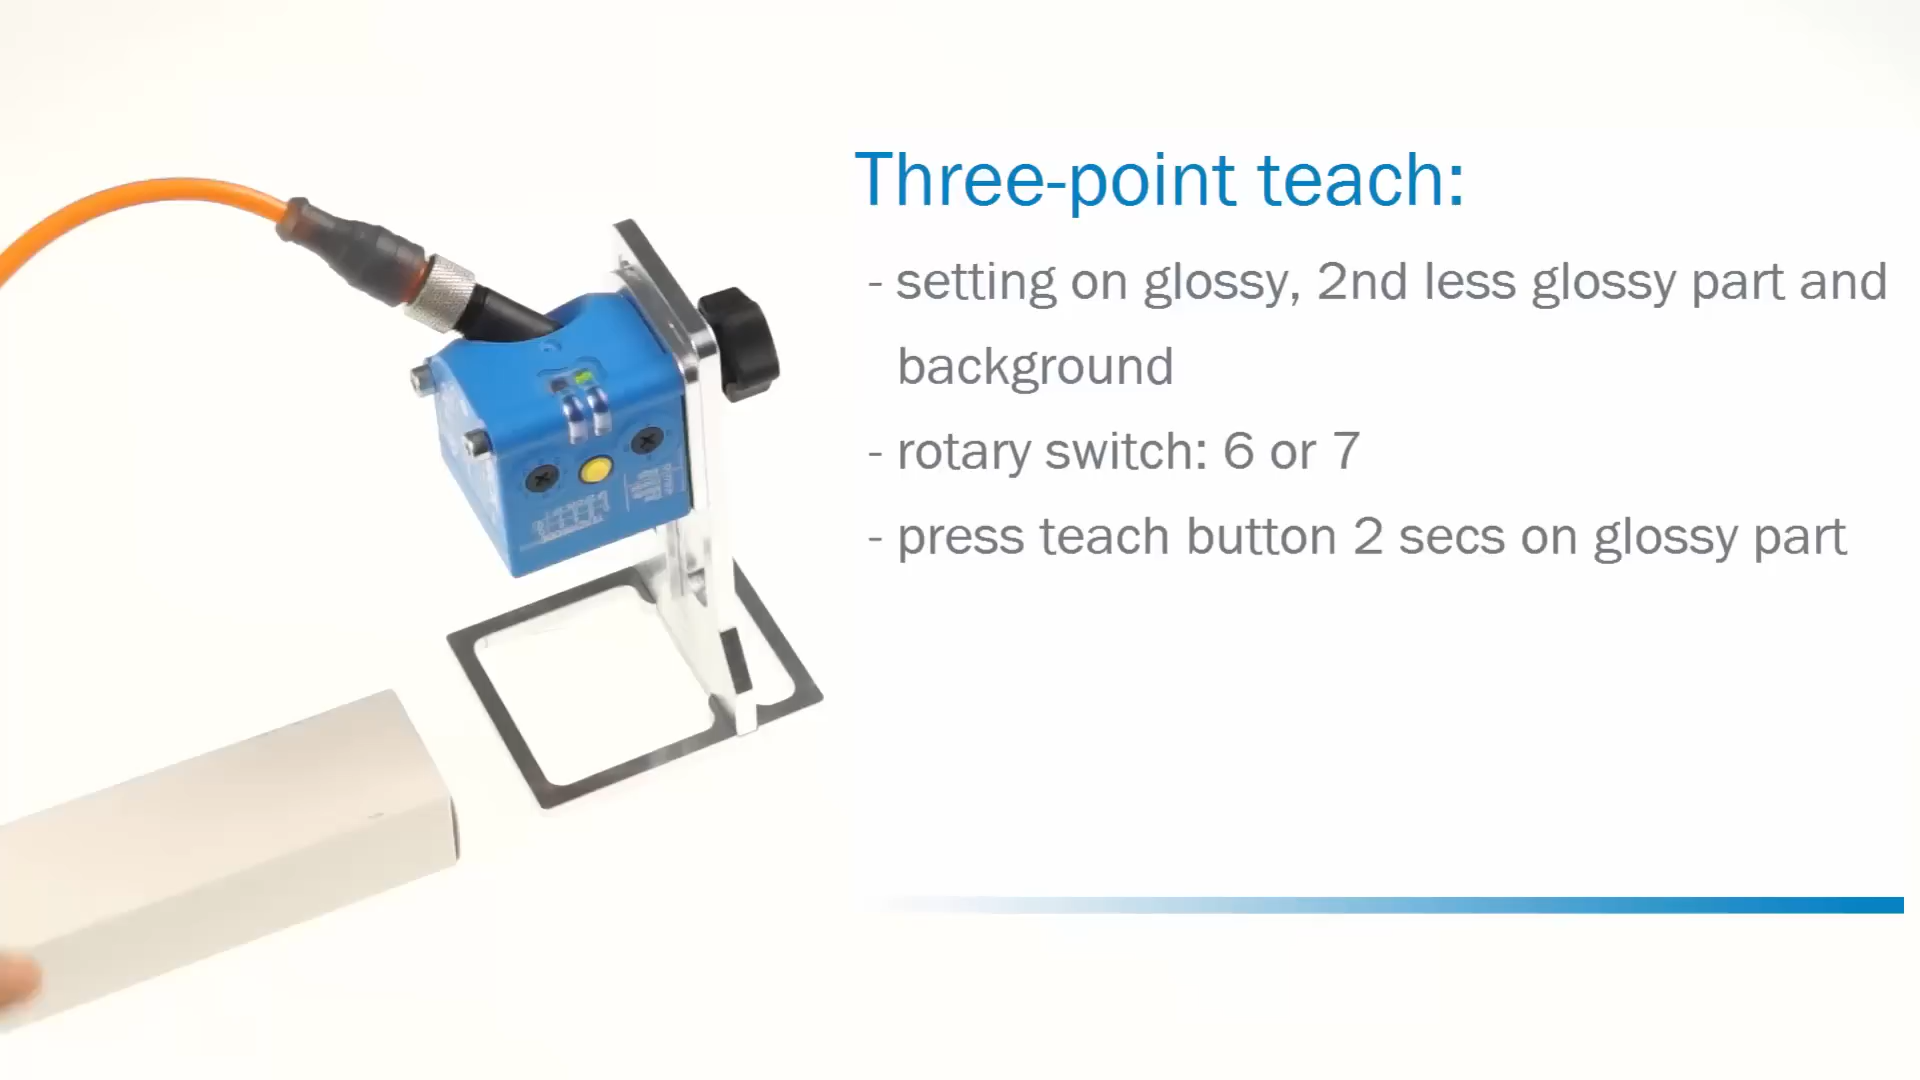 Three-point teach:
- setting on glossy, 2nd less glossy part and
background
- rotary switch: 6 or 7
- press teach button 2 secs on glossy part